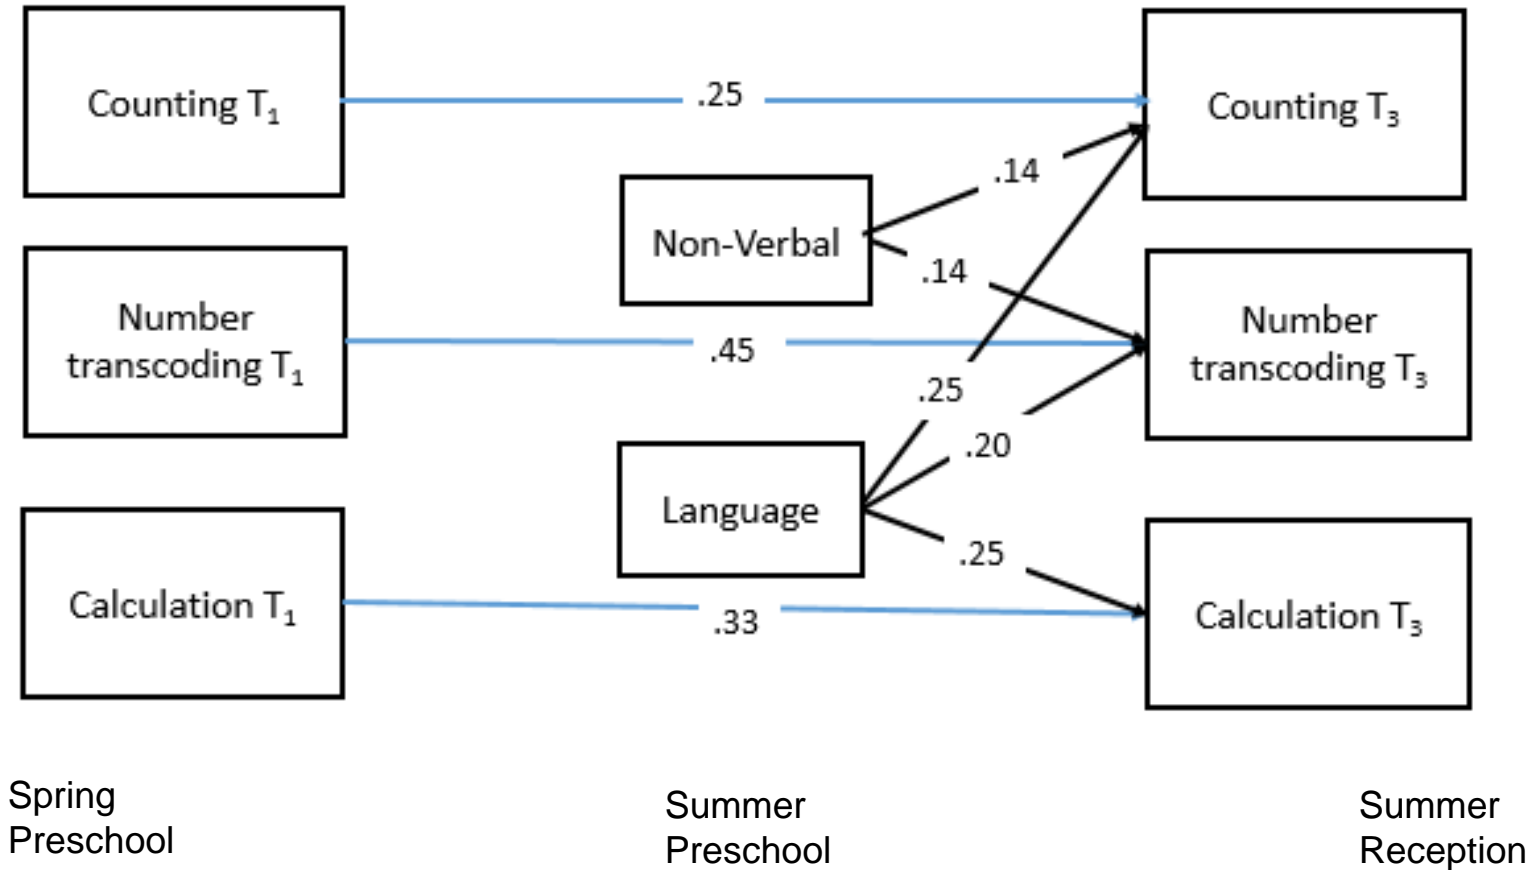 Counting T₁
.25
Counting T₃
.14
Non-Verbal
.14
Number
transcoding T₁
.45
Number
transcoding T₃
.25
.20
Language
.25
Calculation T₁
.33
Calculation T₃
Spring
Preschool
Summer
Preschool
Summer
Reception